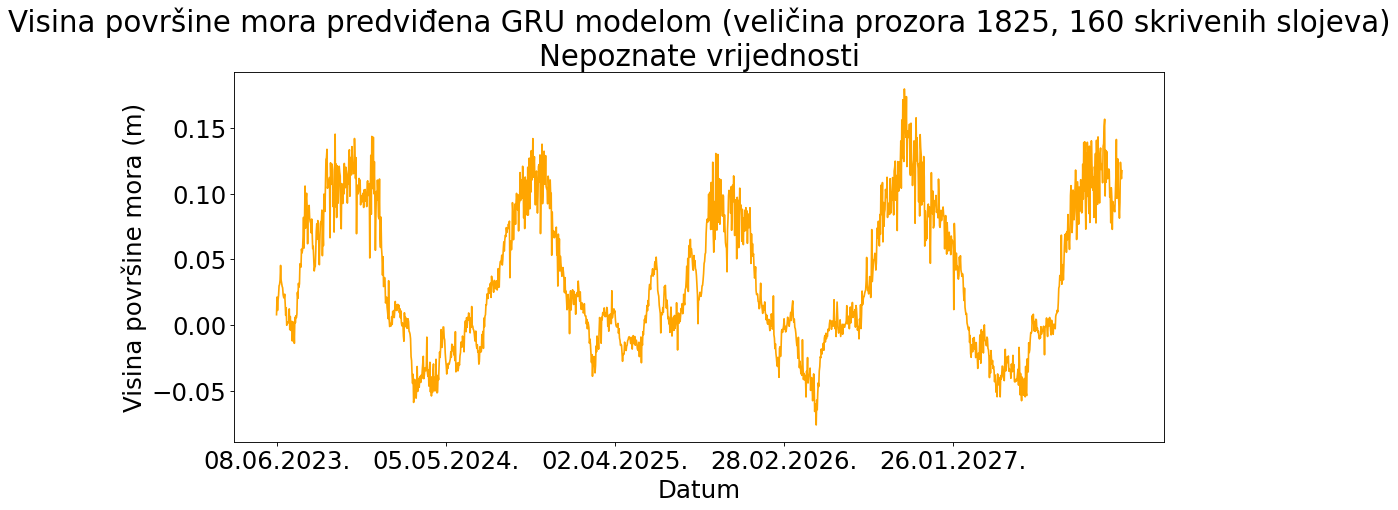 Visina površine mora predviđena GRU modelom (veličina prozora 1825, 160 skrivenih slojeva)
Nepoznate vrijednosti
Visina površine mora (m)
0.15
0.10
0.05
0.00
−0.05
08.06.2023. 05.05.2024. 02.04.2025. 28.02.2026. 26.01.2027.
Datum